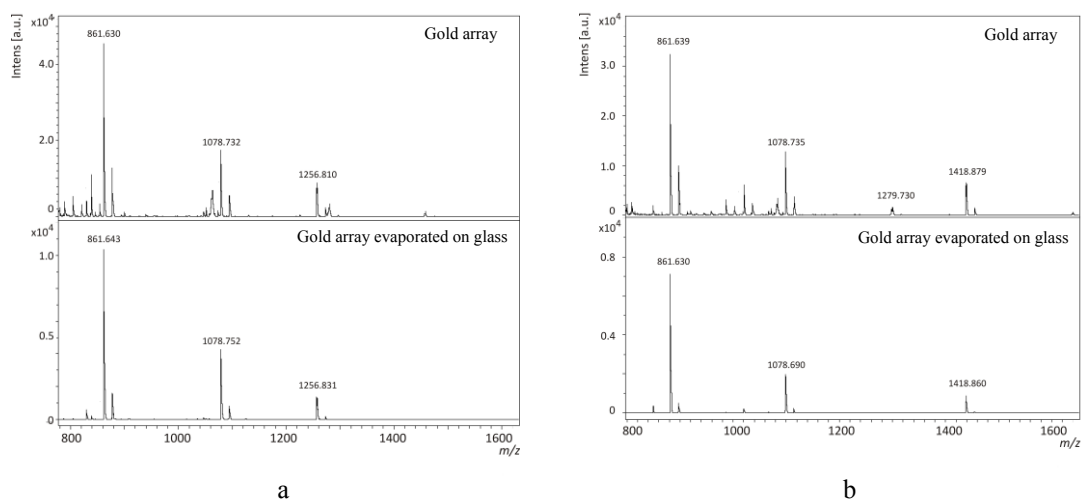 x10⁴
Intens [a.u.]
861.630
Gold array
4.0
1078.732
2.0
1256.810
0
x10⁴
861.643
Gold array evaporated on glass
1.0
1078.752
0.5
1256.831
0
800 1000 1200 1400 1600
m/z
a
x10⁴
Intens [a.u.]
861.639
Gold array
3.0
2.0
1078.735
1418.879
1.0
1279.730
0
x10⁴
Gold array evaporated on glass
0.8
861.630
0.4
1078.690
1418.860
0
800 1000 1200 1400 1600
m/z
b